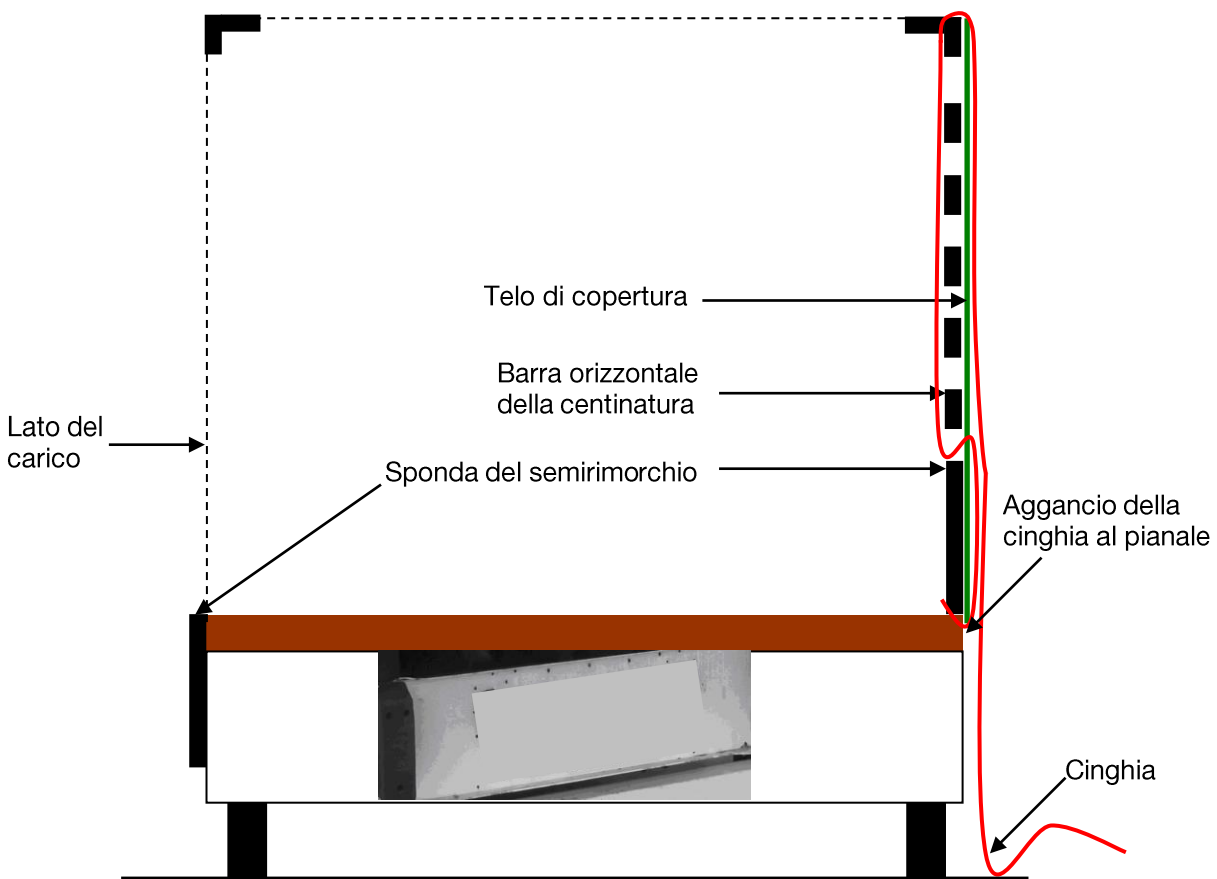 Telo di copertura
Barra orizzontale
della centinatura
Lato del
carico
Sponda del semirimorchio
Aggancio della
cinghia al pianale
Cinghia